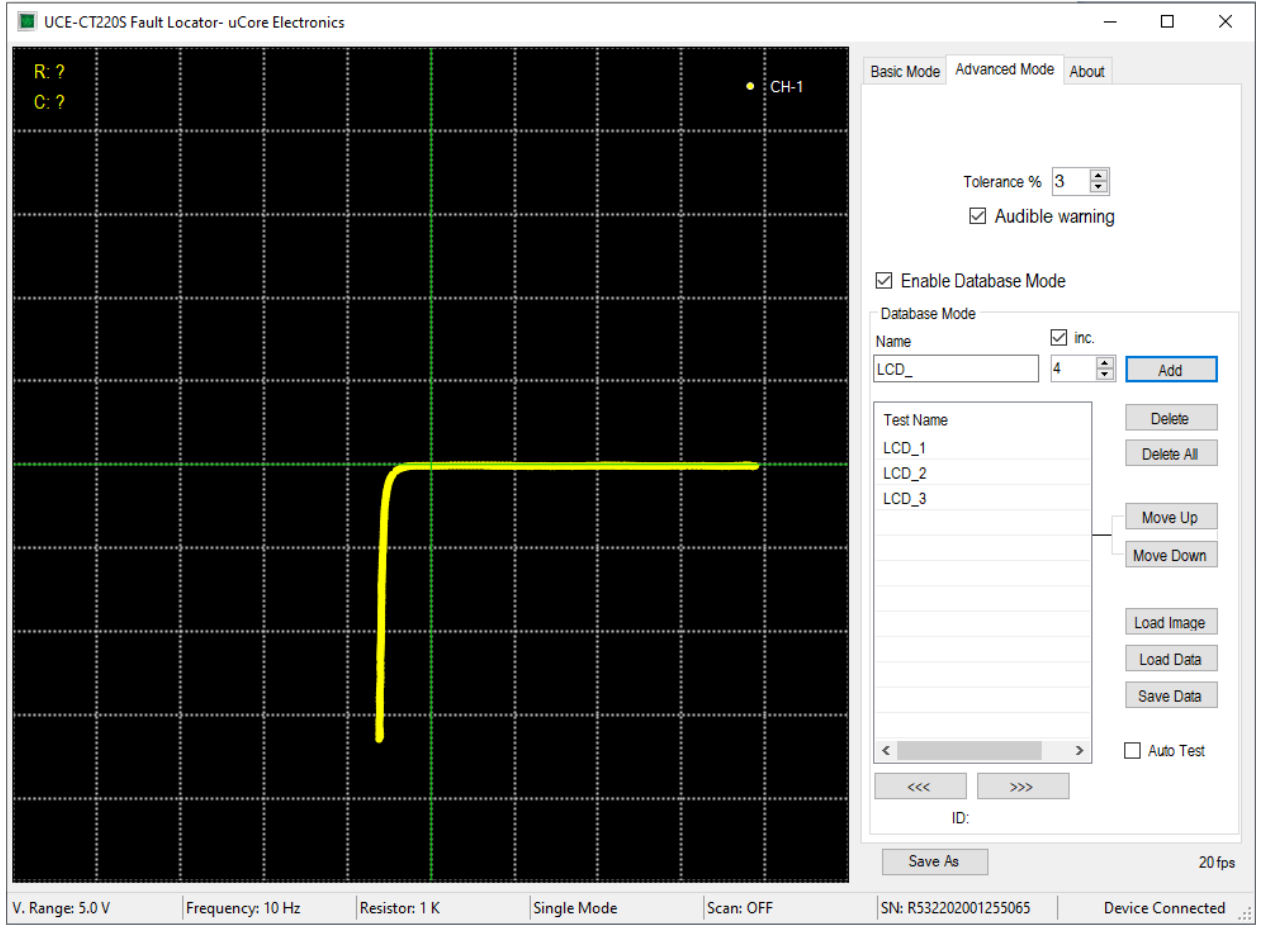 UCE-CT220S Fault Locator- uCore Electronics
R: ?
C: ?
CH-1
Basic Mode
Advanced Mode
About
Tolerance %
3
Audible warning
Enable Database Mode
Database Mode
Name
inc.
LCD_
4
Add
Test Name
LCD_1
LCD_2
LCD_3
Delete
Delete All
Move Up
Move Down
Load Image
Load Data
Save Data
Auto Test
<<<
>>>
ID:
Save As
20 fps
V. Range: 5.0 V
Frequency: 10 Hz
Resistor: 1 K
Single Mode
Scan: OFF
SN: R532202001255065
Device Connected